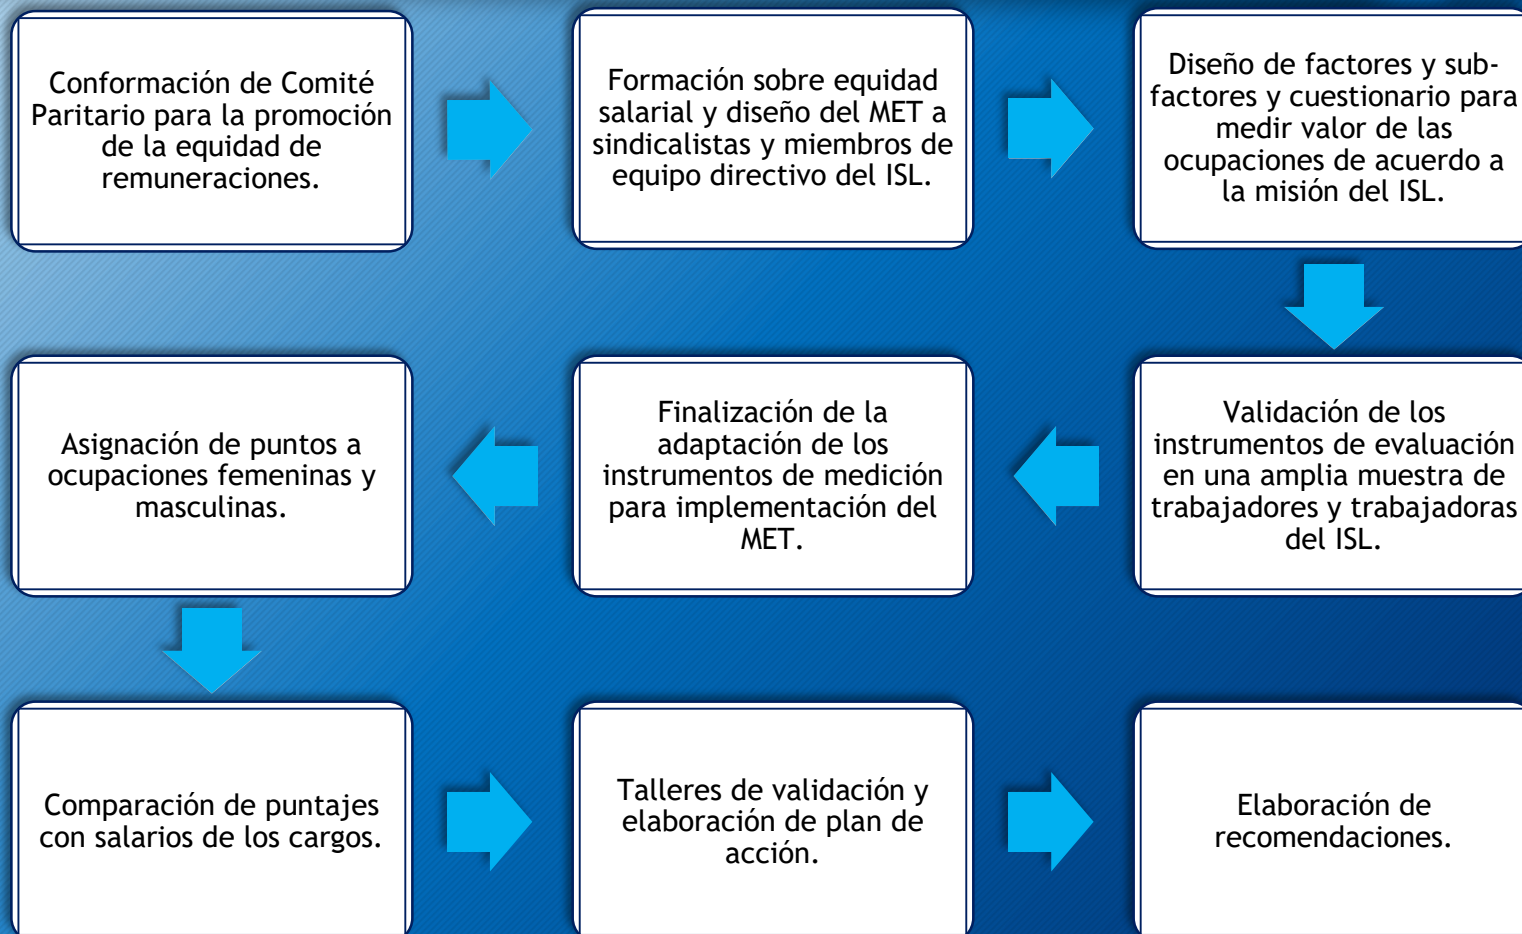 Conformación de Comité
Paritario para la promoción
de la equidad de
remuneraciones.
Formación sobre equidad
salarial y diseño del MET a
sindicalistas y miembros de
equipo directivo del ISL.
Diseño de factores y sub-
factores y cuestionario para
medir valor de las
ocupaciones de acuerdo a
la misión del ISL.
Validación de los
instrumentos de evaluación
en una amplia muestra de
trabajadores y trabajadoras
del ISL.
Finalización de la
adaptación de los
instrumentos de medición
para implementación del
MET.
Asignación de puntos a
ocupaciones femeninas y
masculinas.
Comparación de puntajes
con salarios de los cargos.
Talleres de validación y
elaboración de plan de
acción.
Elaboración de
recomendaciones.